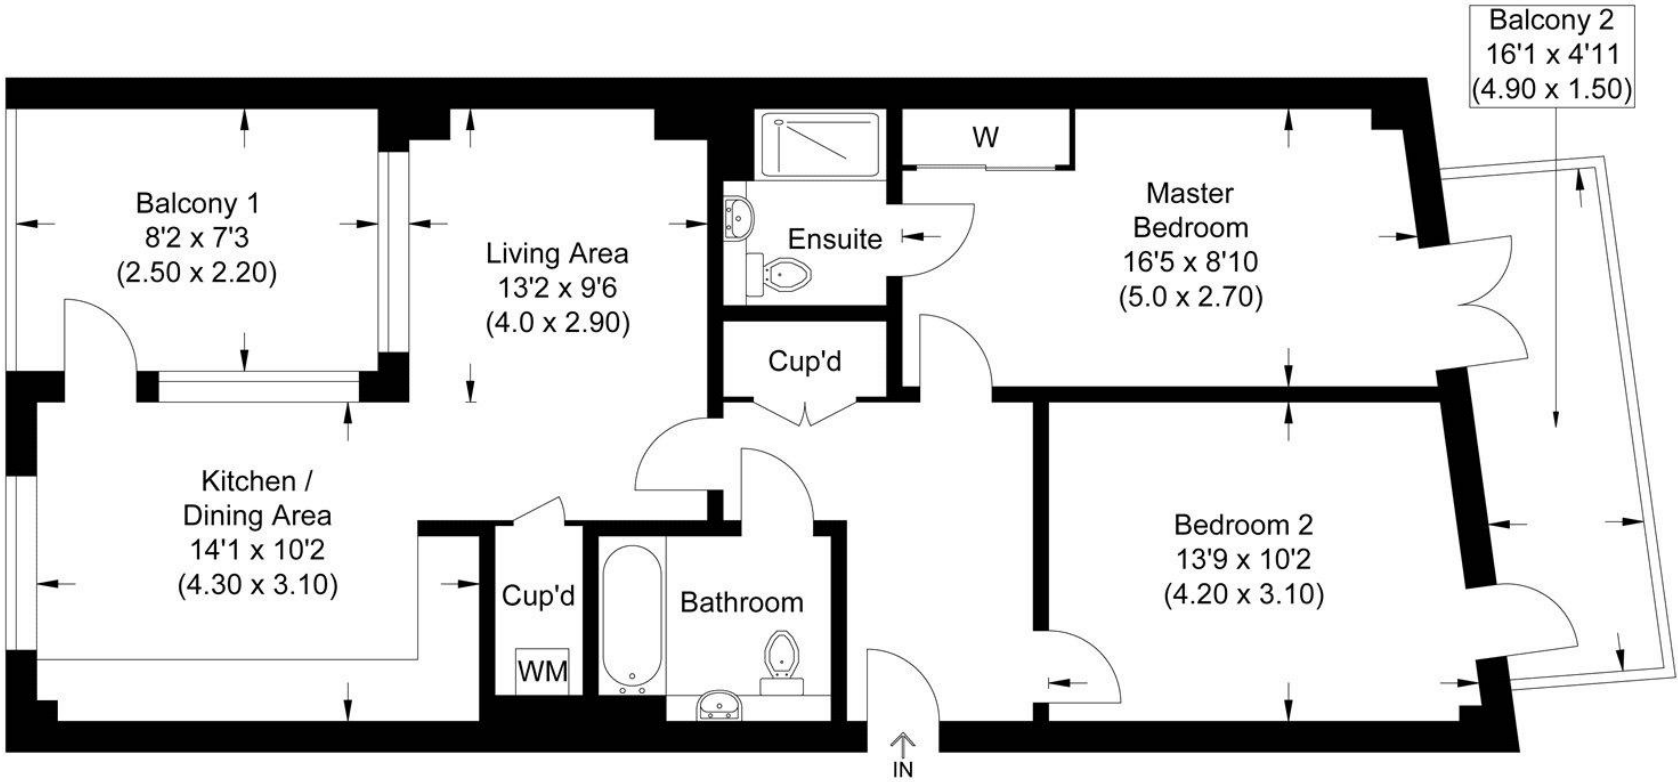 Balcony 2
16'1 x 4'11
(4.90 x 1.50)
Balcony 1
8'2 x 7'3
(2.50 x 2.20)
Living Area
13'2 x 9'6
(4.0 x 2.90)
Ensuite
W
Master
Bedroom
16'5 x 8'10
(5.0 x 2.70)
Cup'd
Kitchen /
Dining Area
14'1 x 10'2
(4.30 x 3.10)
Cup'd
WM
Bathroom
Bedroom 2
13'9 x 10'2
(4.20 x 3.10)
IN